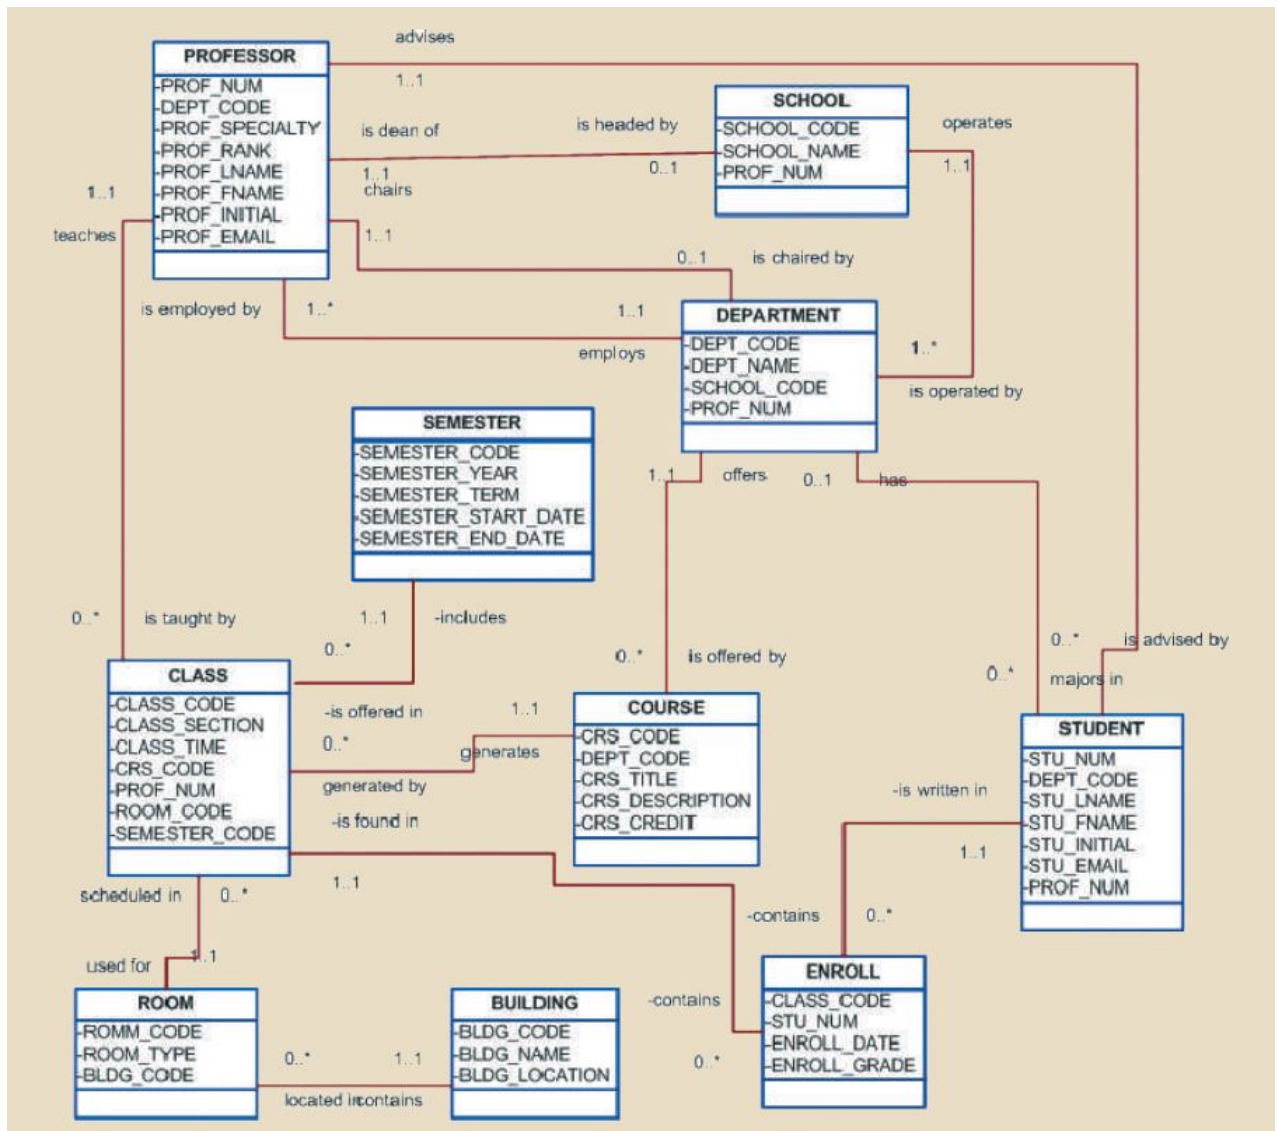 advises
1..1
PROFESSOR
-PROF_NUM
-DEPT_CODE
-PROF_SPECIALTY
-PROF_RANK
-PROF_LNAME
-PROF_FNAME
-PROF_INITIAL
-PROF_EMAIL
SCHOOL
-SCHOOL_CODE
-SCHOOL_NAME
-PROF_NUM
is dean of
is headed by
1..1
0..1
operates
1..1
chairs
1..1
0..1
is chaired by
1..1
teaches
is employed by
1..*
1..1
employs
DEPARTMENT
-DEPT_CODE
-DEPT_NAME
-SCHOOL_CODE
-PROF_NUM
1..*
is operated by
SEMESTER
-SEMESTER_CODE
-SEMESTER_YEAR
-SEMESTER_TERM
-SEMESTER_START_DATE
-SEMESTER_END_DATE
1..1
offers
0..1
has
0..*
is taught by
1..1
-includes
0..*
0..*
is offered by
0..*
is advised by
0..*
majors in
CLASS
-CLASS_CODE
-CLASS_SECTION
-CLASS_TIME
-CRS_CODE
-PROF_NUM
-ROOM_CODE
-SEMESTER_CODE
-is offered in
1..1
0..*
generates
generated by
-is found in
1..1
COURSE
-CRS_CODE
-DEPT_CODE
-CRS_TITLE
-CRS_DESCRIPTION
-CRS_CREDIT
STUDENT
-STU_NUM
-DEPT_CODE
-STU_LNAME
-STU_FNAME
-STU_INITIAL
-STU_EMAIL
-PROF_NUM
-is written in
1..1
scheduled in
0..*
1..1
used for
-contains
0..*
ROOM
-ROMM_CODE
-ROOM_TYPE
-BLDG_CODE
0..*
1..1
located in
contains
BUILDING
-BLDG_CODE
-BLDG_NAME
-BLDG_LOCATION
-contains
0..*
ENROLL
-CLASS_CODE
-STU_NUM
-ENROLL_DATE
-ENROLL_GRADE